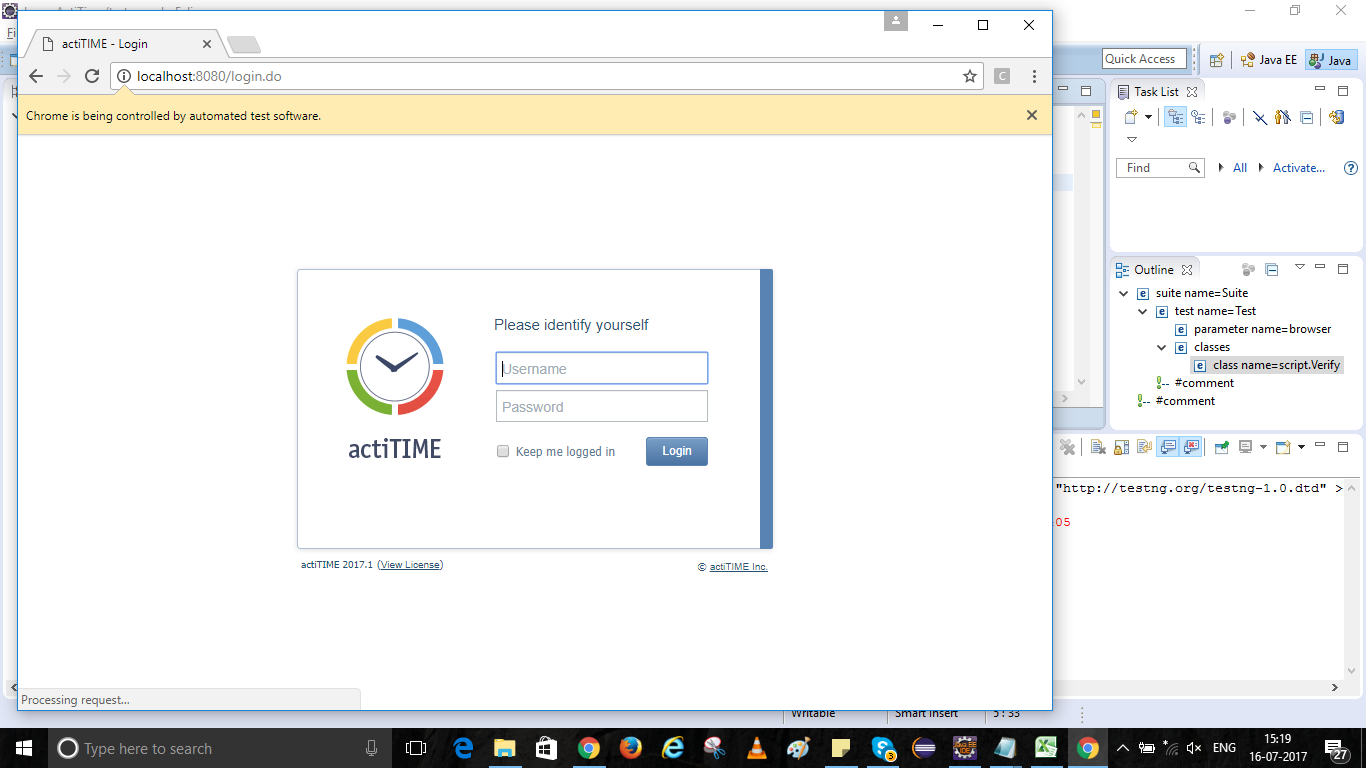 actiTIME - Login
localhost:8080/login.do
C
Chrome is being controlled by automated test software.
Please identify yourself
Username
Password
Keep me logged in
Login
actiTIME
actiTIME 2017.1 (View License)
© actiTIME Inc.
Processing request...
Quick Access
Java EE
Java
Task List
Find
All
Activate...
Outline
suite name=Suite
test name=Test
parameter name=browser
classes
class name=script.Verify
#comment
#comment
"http://testng.org/testng-1.0.dtd" >
05
Writable
Smart Insert
5 : 33
Type here to search
3
ENG
15:19
16-07-2017
27